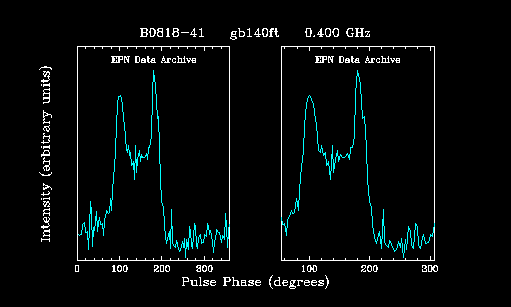 B0818-41 gb140ft 0.400 GHz
EPN Data Archive EPN Data Archive
Intensity (arbitrary units)
0 100 200 300 100 200 300
Pulse Phase (degrees)